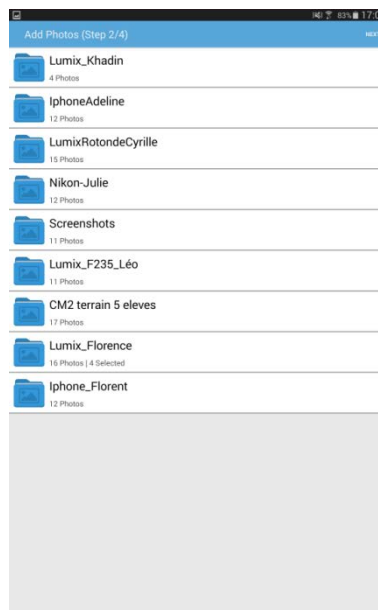 83% 17:0
Add Photos (Step 2/4) NEX
Lumix_Khadin
4 Photos
IphoneAdeline
12 Photos
LumixRotondeCyrille
15 Photos
Nikon-Julie
12 Photos
Screenshots
11 Photos
Lumix_F235_Léo
11 Photos
CM2 terrain 5 eleves
17 Photos
Lumix_Florence
16 Photos | 4 Selected
Iphone_Florent
12 Photos